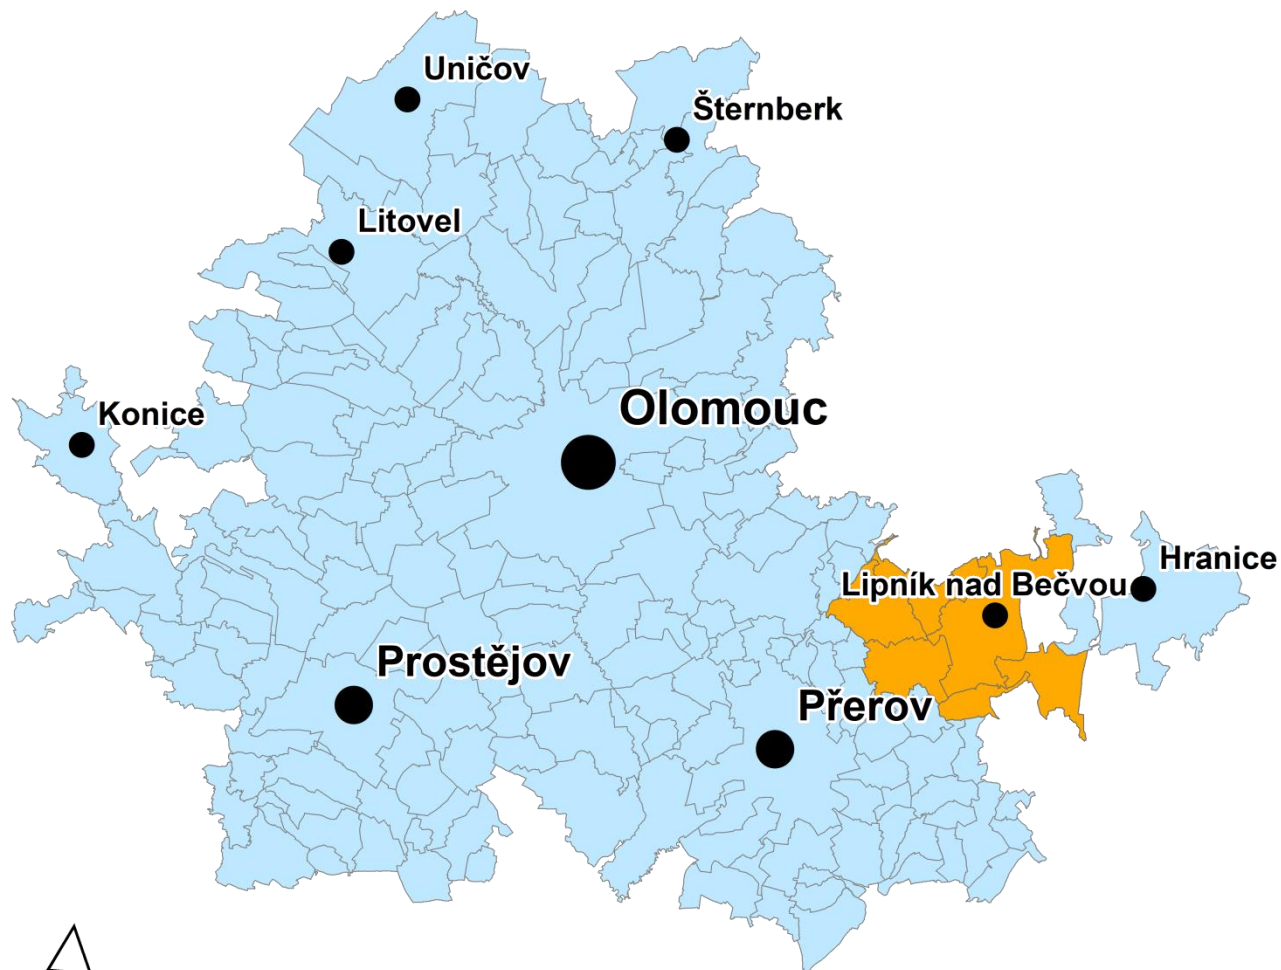 Uničov
Šternberk
Litovel
Konice
Olomouc
Hranice
Lipník nad Bečvou
Prostějov
Přerov